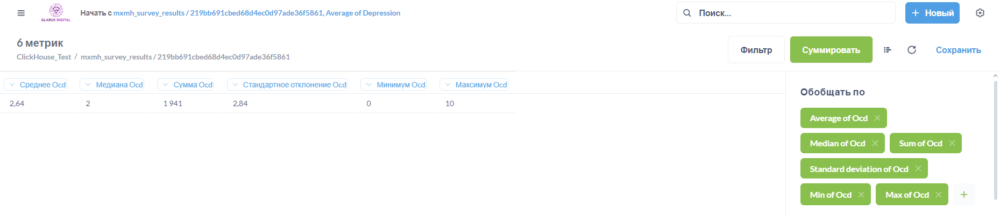 GLARUS DIGITAL
Начать с mxmh_survey_results / 219bb691cbed68d4ec0d97ade36f5861, Average of Depression
Поиск...
+ Новый
6 метрик
ClickHouse_Test / mxmh_survey_results / 219bb691cbed68d4ec0d97ade36f5861
Фильтр
Суммировать
Сохранить
Среднее Ocd Медиана Ocd Сумма Ocd Стандартное отклонение Ocd Минимум Ocd Максимум Ocd
2,64 2 1 941 2,84 0 10
Обобщать по
Average of Ocd
Median of Ocd Sum of Ocd
Standard deviation of Ocd
Min of Ocd Max of Ocd +